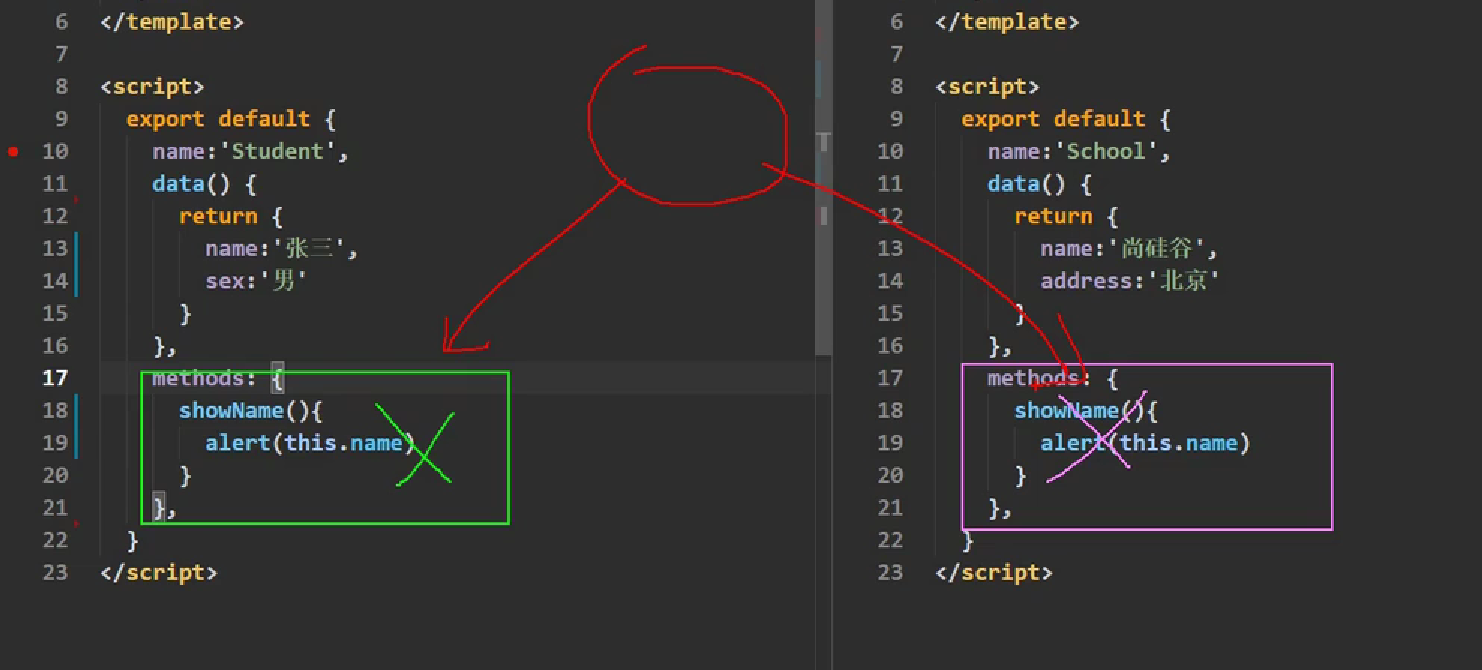 6 </template>
7
8 <script>
9 export default {
10 name:'Student',
11 data() {
12 return {
13 name:'张三',
14 sex:'男'
15 }
16 },
17 methods: {
18 showName(){
19 alert(this.name)
20 }
21 },
22 }
23 </script>
6 </template>
7
8 <script>
9 export default {
10 name:'School',
11 data() {
12 return {
13 name:'尚硅谷',
14 address:'北京'
15 }
16 },
17 methods: {
18 showName(){
19 alert(this.name)
20 }
21 },
22 }
23 </script>